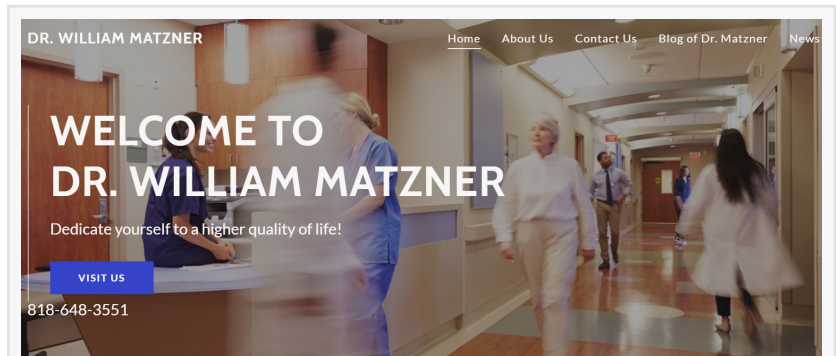 DR. WILLIAM MATZNER
Home About Us Contact Us Blog of Dr. Matzner News
WELCOME TO
DR. WILLIAM MATZNER
Dedicate yourself to a higher quality of life!
VISIT US
818-648-3551